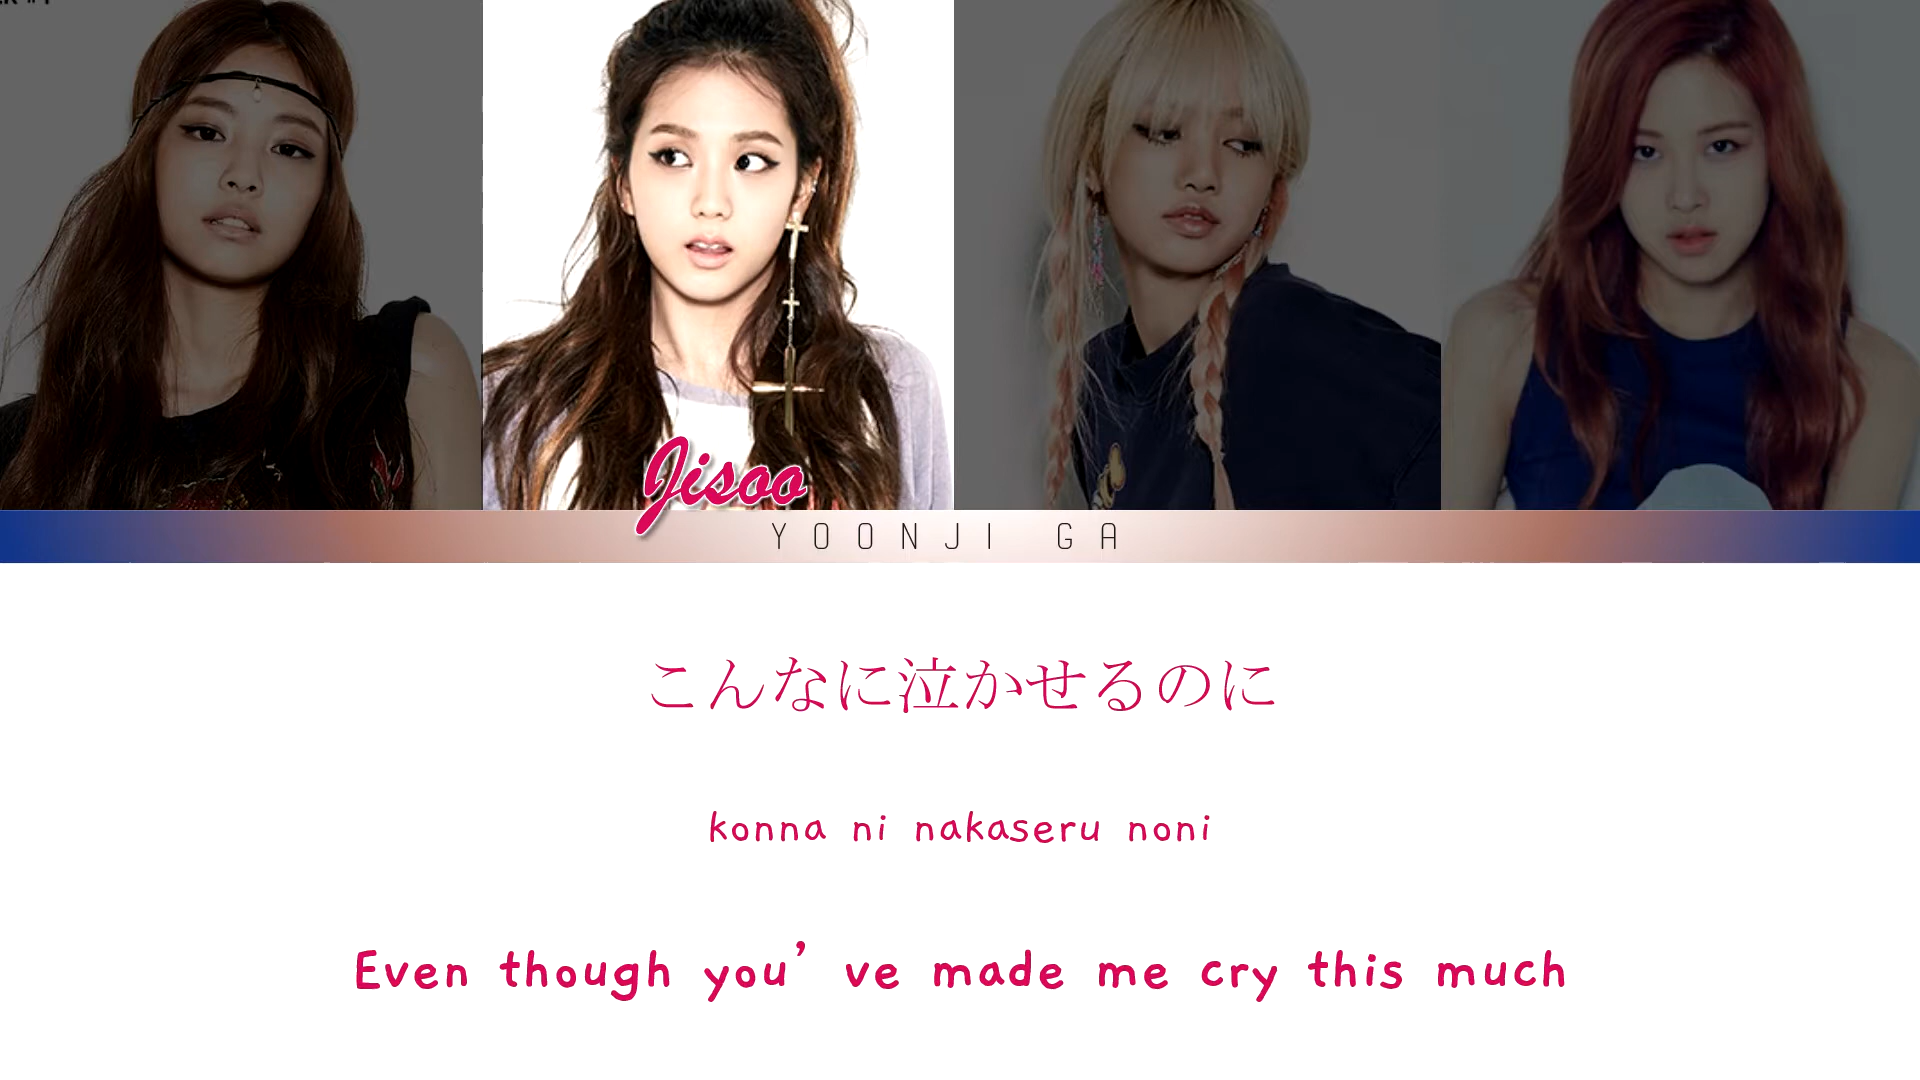 Jisoo
YOONJI GA
こんなに泣かせるのに
konna ni nakaseru noni
Even though you’ve made me cry this much